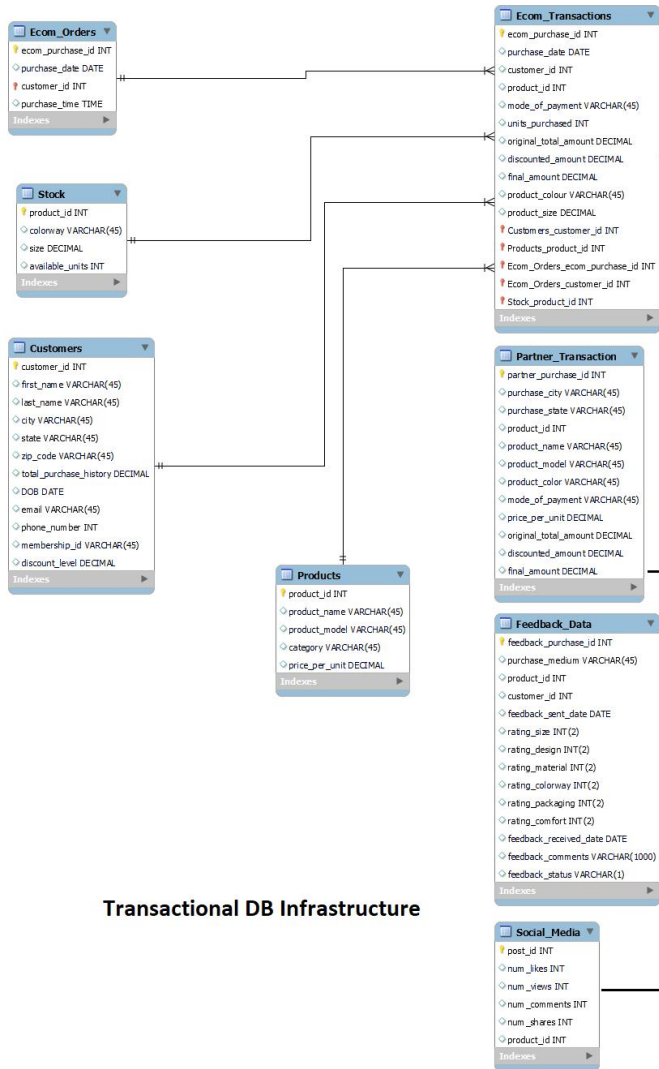 Ecom_Orders
ecom_purchase_id INT
purchase_date DATE
customer_id INT
purchase_time TIME
Indexes
Stock
product_id INT
colorway VARCHAR(45)
size DECIMAL
available_units INT
Indexes
Customers
customer_id INT
first_name VARCHAR(45)
last_name VARCHAR(45)
city VARCHAR(45)
state VARCHAR(45)
zip_code VARCHAR(45)
total_purchase_history DECIMAL
DOB DATE
email VARCHAR(45)
phone_number INT
membership_id VARCHAR(45)
discount_level DECIMAL
Indexes
Products
product_id INT
product_name VARCHAR(45)
product_model VARCHAR(45)
category VARCHAR(45)
price_per_unit DECIMAL
Indexes
Ecom_Transactions
ecom_purchase_id INT
purchase_date DATE
customer_id INT
product_id INT
mode_of_payment VARCHAR(45)
units_purchased INT
original_total_amount DECIMAL
discounted_amount DECIMAL
final_amount DECIMAL
product_colour VARCHAR(45)
product_size DECIMAL
Customers_customer_id INT
Products_product_id INT
Ecom_Orders_ecom_purchase_id INT
Ecom_Orders_customer_id INT
Stock_product_id INT
Indexes
Partner_Transaction
partner_purchase_id INT
purchase_city VARCHAR(45)
purchase_state VARCHAR(45)
product_id INT
product_name VARCHAR(45)
product_model VARCHAR(45)
product_color VARCHAR(45)
mode_of_payment VARCHAR(45)
price_per_unit DECIMAL
original_total_amount DECIMAL
discounted_amount DECIMAL
final_amount DECIMAL
Indexes
Feedback_Data
feedback_purchase_id INT
purchase_medium VARCHAR(45)
product_id INT
customer_id INT
feedback_sent_date DATE
rating_size INT(2)
rating_design INT(2)
rating_material INT(2)
rating_colorway INT(2)
rating_packaging INT(2)
rating_comfort INT(2)
feedback_received_date DATE
feedback_comments VARCHAR(1000)
feedback_status VARCHAR(1)
Indexes
Transactional DB Infrastructure
Social_Media
post_id INT
num_likes INT
num_views INT
num_comments INT
num_shares INT
product_id INT
Indexes